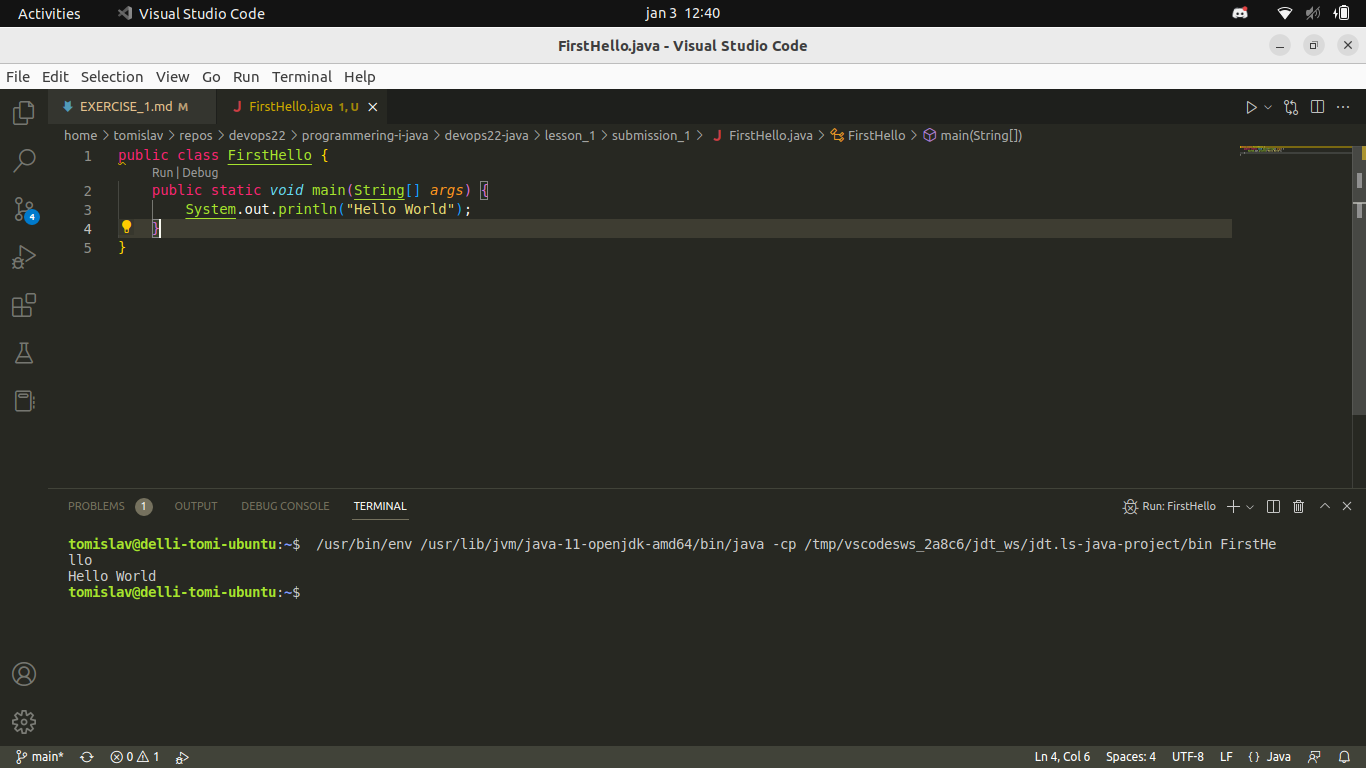 Activities Visual Studio Code jan 3 12:40
FirstHello.java - Visual Studio Code
File Edit Selection View Go Run Terminal Help
EXERCISE_1.md M J FirstHello.java 1, U
home > tomislav > repos > devops22 > programmering-i-java > devops22-java > lesson_1 > submission_1 > J FirstHello.java > FirstHello > main(String[])
1 public class FirstHello {
Run | Debug
2 public static void main(String[] args) {
3 System.out.println("Hello World");
4 }
5 }
4
PROBLEMS 1 OUTPUT DEBUG CONSOLE TERMINAL Run: FirstHello
tomislav@delli-tomi-ubuntu:~$ /usr/bin/env /usr/lib/jvm/java-11-openjdk-amd64/bin/java -cp /tmp/vscodesws_2a8c6/jdt_ws/jdt.ls-java-project/bin FirstHe
llo
Hello World
tomislav@delli-tomi-ubuntu:~$
main* 0 1 Ln 4, Col 6 Spaces: 4 UTF-8 LF {} Java